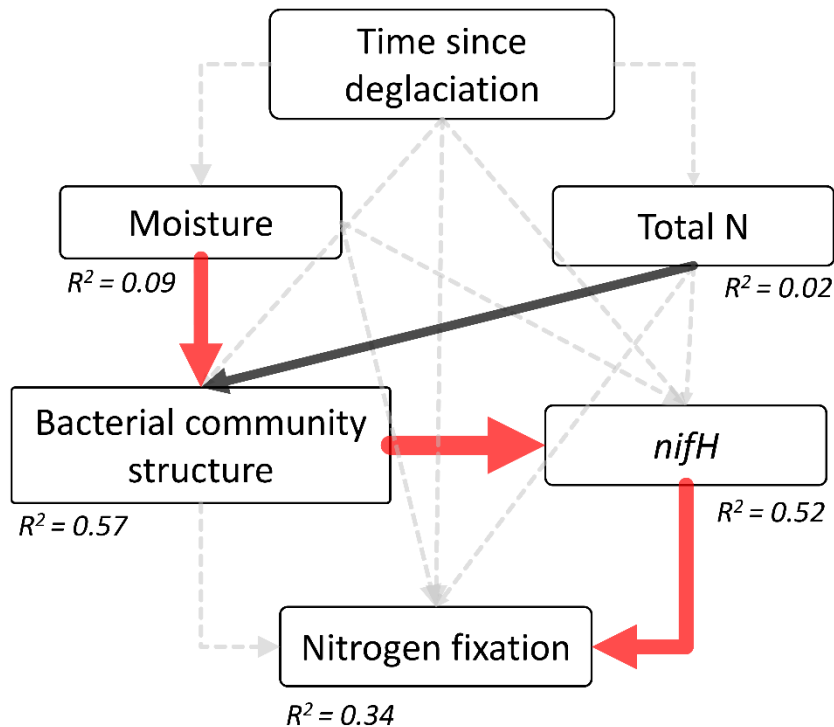 Time since
deglaciation
Moisture
Total N
R² = 0.09
R² = 0.02
Bacterial community
structure
nifH
R² = 0.57
R² = 0.52
Nitrogen fixation
R² = 0.34